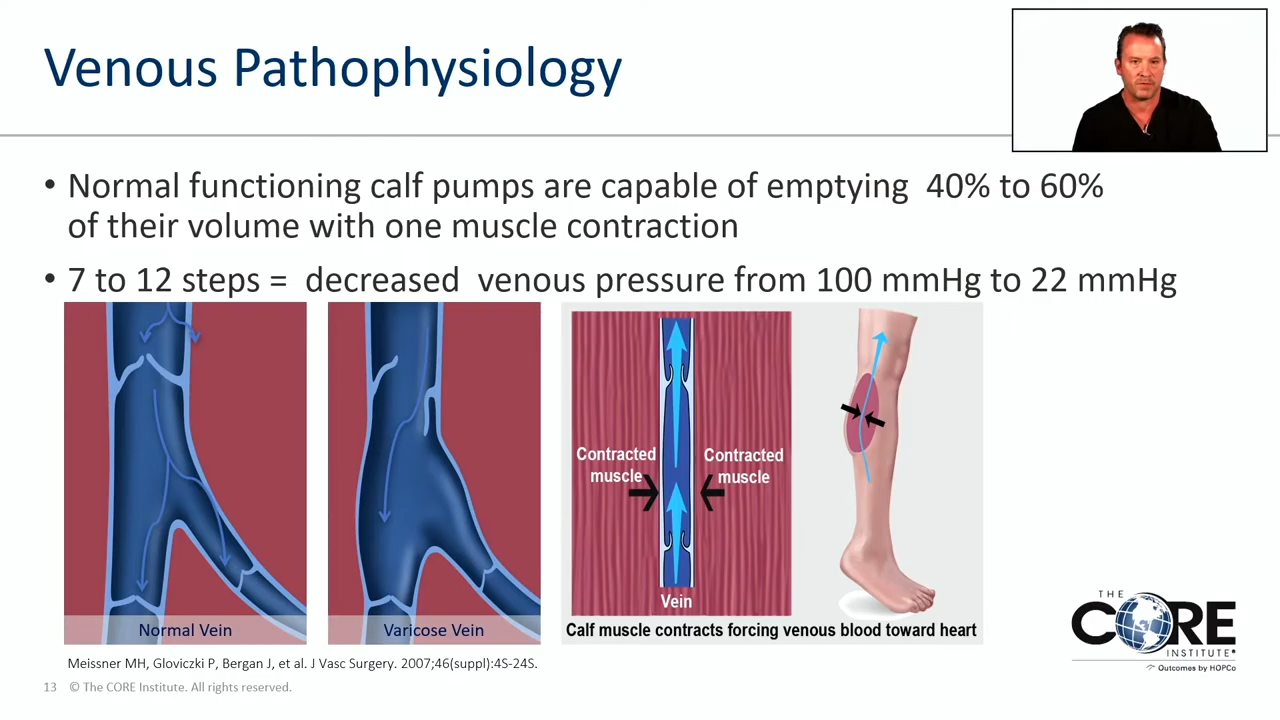 Venous Pathophysiology
• Normal functioning calf pumps are capable of emptying 40% to 60%
of their volume with one muscle contraction
• 7 to 12 steps = decreased venous pressure from 100 mmHg to 22 mmHg
Normal Vein
Varicose Vein
Contracted
muscle
Contracted
muscle
Vein
Calf muscle contracts forcing venous blood toward heart
Meissner MH, Gloviczki P, Bergan J, et al. J Vasc Surgery. 2007;46(suppl):4S-24S.
13 © The CORE Institute. All rights reserved.
THE
CORE
INSTITUTE®
Outcomes by HOPCo